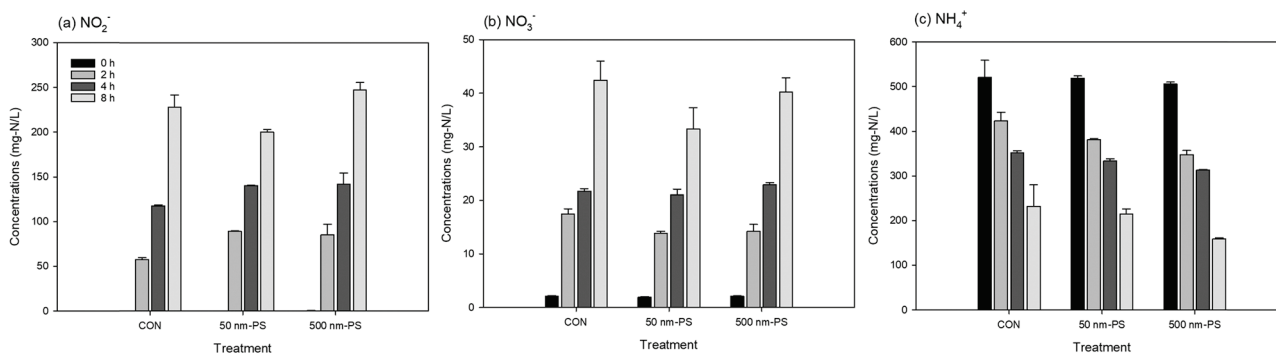 (a) NO₂⁻
300
250
200
150
100
50
0
Concentrations (mg-N/L)
0 h
2 h
4 h
8 h
CON
50 nm-PS
500 nm-PS
Treatment
(b) NO₃⁻
50
40
30
20
10
0
Concentrations (mg-N/L)
CON
50 nm-PS
500 nm-PS
Treatment
(c) NH₄⁺
600
500
400
300
200
100
0
Concentrations (mg-N/L)
CON
50 nm-PS
500 nm-PS
Treatment